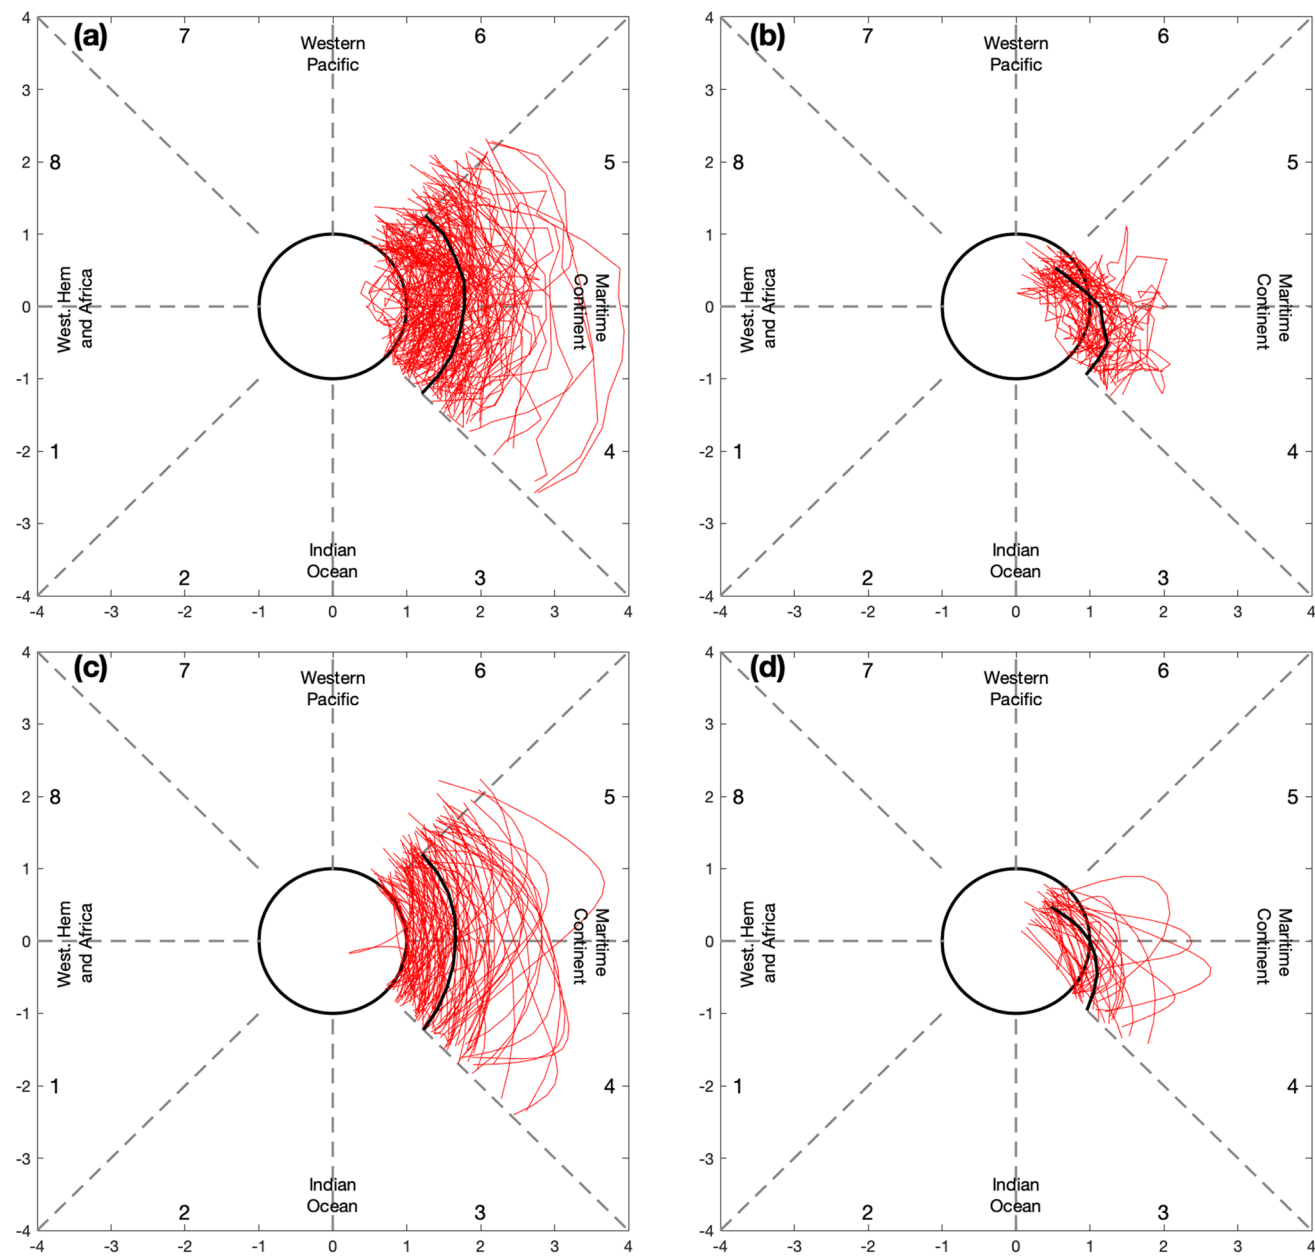 (a)
4
7
6
Western
Pacific
3
8
2
5
1
West. Hem
and Africa
0
Maritime
Continent
-1
1
-2
4
-3
Indian
Ocean
2
3
-4
-4 -3 -2 -1 0 1 2 3 4
(b)
4
7
6
Western
Pacific
3
8
2
5
1
West. Hem
and Africa
0
Maritime
Continent
-1
1
-2
4
-3
Indian
Ocean
2
3
-4
-4 -3 -2 -1 0 1 2 3 4
(c)
4
7
6
Western
Pacific
3
8
2
5
1
West. Hem
and Africa
0
Maritime
Continent
-1
1
-2
4
-3
Indian
Ocean
2
3
-4
-4 -3 -2 -1 0 1 2 3 4
(d)
4
7
6
Western
Pacific
3
8
2
5
1
West. Hem
and Africa
0
Maritime
Continent
-1
1
-2
4
-3
Indian
Ocean
2
3
-4
-4 -3 -2 -1 0 1 2 3 4